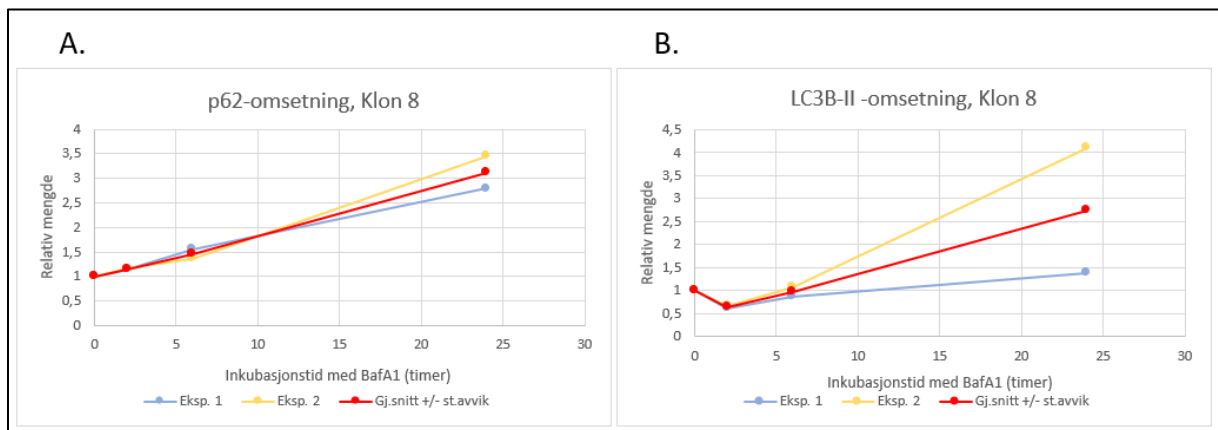 A.
p62-omsetning, Klon 8
Relativ mengde
4
3,5
3
2,5
2
1,5
1
0,5
0
0 5 10 15 20 25 30
Inkubasjonstid med BafA1 (timer)
Eksp. 1 Eksp. 2 Gj.snitt +/- st.avvik
B.
LC3B-II -omsetning, Klon 8
Relativ mengde
4,5
4
3,5
3
2,5
2
1,5
1
0,5
0
0 5 10 15 20 25 30
Inkubasjonstid med BafA1 (timer)
Eksp. 1 Eksp. 2 Gj.snitt +/- st.avvik